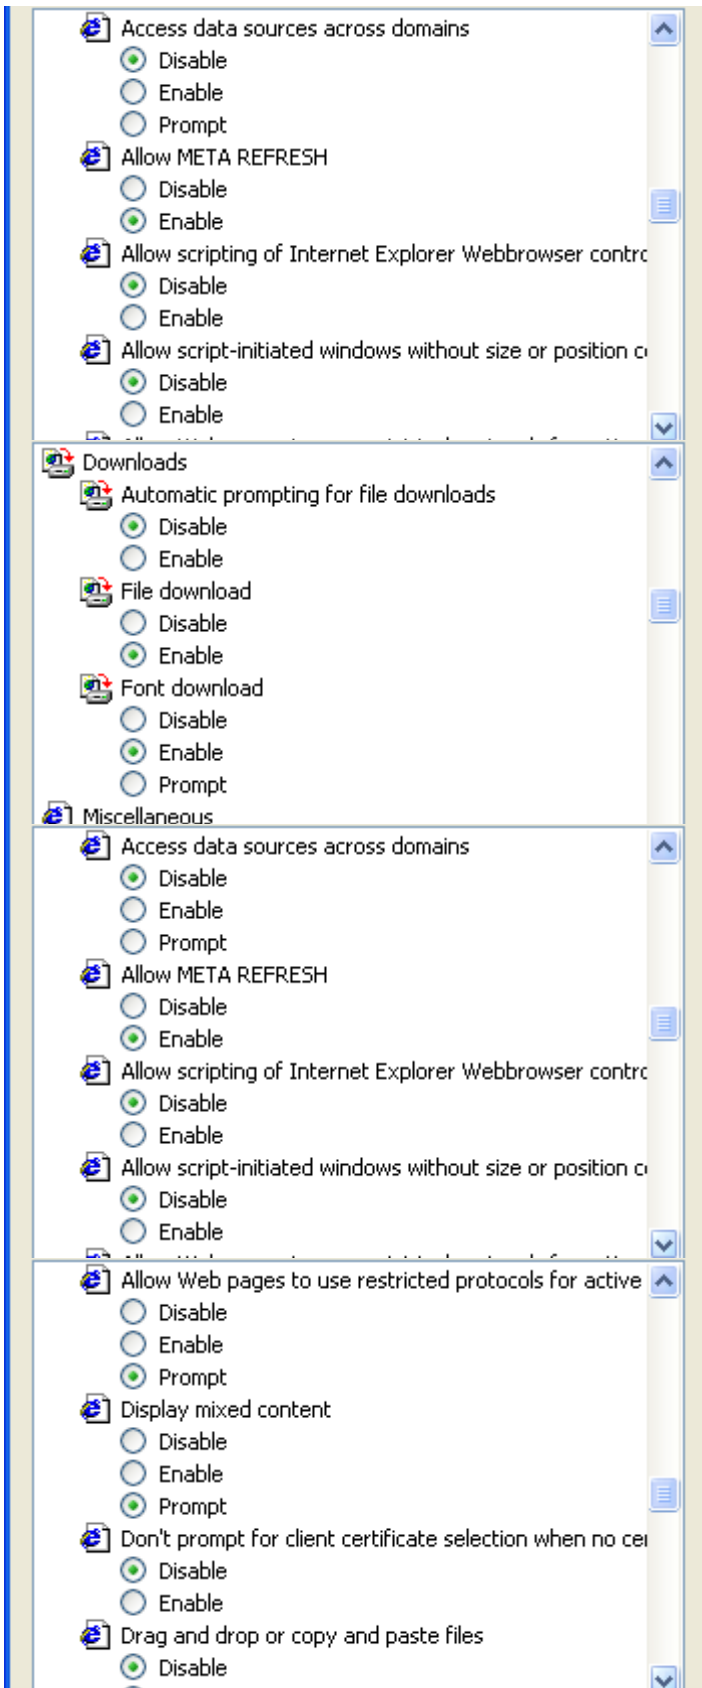 Access data sources across domains
Disable
Enable
Prompt
Allow META REFRESH
Disable
Enable
Allow scripting of Internet Explorer Webbrowser contro
Disable
Enable
Allow script-initiated windows without size or position c
Disable
Enable
Downloads
Automatic prompting for file downloads
Disable
Enable
File download
Disable
Enable
Font download
Disable
Enable
Prompt
Miscellaneous
Access data sources across domains
Disable
Enable
Prompt
Allow META REFRESH
Disable
Enable
Allow scripting of Internet Explorer Webbrowser contro
Disable
Enable
Allow script-initiated windows without size or position c
Disable
Enable
Allow Web pages to use restricted protocols for active
Disable
Enable
Prompt
Display mixed content
Disable
Enable
Prompt
Don't prompt for client certificate selection when no cer
Disable
Enable
Drag and drop or copy and paste files
Disable